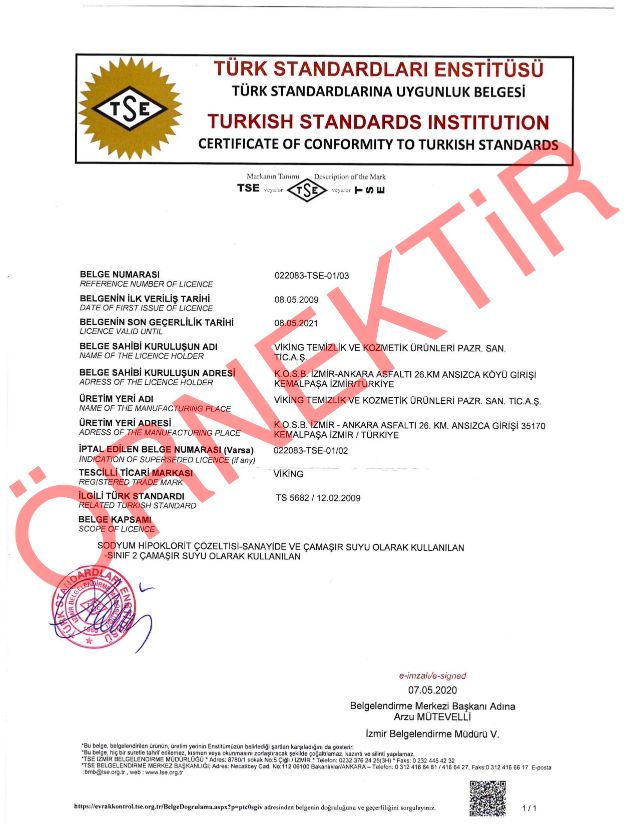 TÜRK STANDARDLARI ENSTİTÜSÜ
TÜRK STANDARDLARINA UYGUNLUK BELGESİ
TURKISH STANDARDS INSTITUTION
CERTIFICATE OF CONFORMITY TO TURKISH STANDARDS
TSE
Markanın Tanımı Description of the Mark
TSE veya/or TSE veya/or TSE
ÖRNEKTİR
BELGE NUMARASI 022083-TSE-01/03
REFERENCE NUMBER OF LICENCE
BELGENİN İLK VERİLİŞ TARİHİ 08.05.2009
DATE OF FIRST ISSUE OF LICENCE
BELGENİN SON GEÇERLİLİK TARİHİ 08.05.2021
LICENCE VALID UNTIL
BELGE SAHİBİ KURULUŞUN ADI VİKİNG TEMİZLİK VE KOZMETİK ÜRÜNLERİ PAZR. SAN.
NAME OF THE LICENCE HOLDER TİC.A.Ş.
BELGE SAHİBİ KURULUŞUN ADRESİ K.O.S.B. İZMİR-ANKARA ASFALTI 26.KM ANSIZCA KÖYÜ GİRİŞİ
ADRESS OF THE LICENCE HOLDER KEMALPAŞA İZMİR/TÜRKİYE
ÜRETİM YERİ ADI VİKİNG TEMİZLİK VE KOZMETİK ÜRÜNLERİ PAZR. SAN. TİC.A.Ş.
NAME OF THE MANUFACTURING PLACE
ÜRETİM YERİ ADRESİ K.O.S.B. İZMİR - ANKARA ASFALTI 26. KM. ANSIZCA GİRİŞİ 35170
ADRESS OF THE MANUFACTURING PLACE KEMALPAŞA İZMİR / TÜRKİYE
İPTAL EDİLEN BELGE NUMARASI (Varsa) 022083-TSE-01/02
INDICATION OF SUPERSEDED LICENCE (if any)
TESCİLLİ TİCARİ MARKASI VİKİNG
REGISTERED TRADE MARK
İLGİLİ TÜRK STANDARDI TS 5682 / 12.02.2009
RELATED TURKISH STANDARD
BELGE KAPSAMI
SCOPE OF LICENCE
SODYUM HİPOKLORİT ÇÖZELTİSİ-SANAYİDE VE ÇAMAŞIR SUYU OLARAK KULLANILAN
-SINIF 2 ÇAMAŞIR SUYU OLARAK KULLANILAN
TÜRK STANDARDLARI ENSTİTÜSÜ
İZMİR BELGELENDİRME
e-imzalı/e-signed
07.05.2020
Belgelendirme Merkezi Başkanı Adına
Arzu MÜTEVELLİ
İzmir Belgelendirme Müdürü V.
*Bu belge, belgelendirilen ürünün, üretim yerinin Enstitümüzün belirlediği şartları karşıladığını da gösterir.
*Bu belge, hiç bir suretle tahrif edilemez, kısmen veya okunmasını zorlaştıracak şekilde çoğaltılamaz, kazıntı ve silinti yapılamaz.
*TSE İZMİR BELGELENDİRME MÜDÜRLÜĞÜ * Adres: 8780/1 sokak No:5 Çiğli / İZMİR * Telefon: 0232 376 24 25(3H) * Faks: 0 232 445 42 32
*TSE BELGELENDİRME MERKEZ BAŞKANLIĞI; Adres: Necatibey Cad. No:112 06100 Bakanlıklar/ANKARA – Telefon: 0 312 416 64 81 / 416 64 27, Faks:0 312 416 66 17 E-posta
:bmb@tse.org.tr , web : www.tse.org.tr
https://evrakkontrol.tse.org.tr/BelgeDogrulama.aspx?p=ptc0sgiv adresinden belgenin doğruluğunu ve geçerliliğini sorgulayınız.
1 / 1